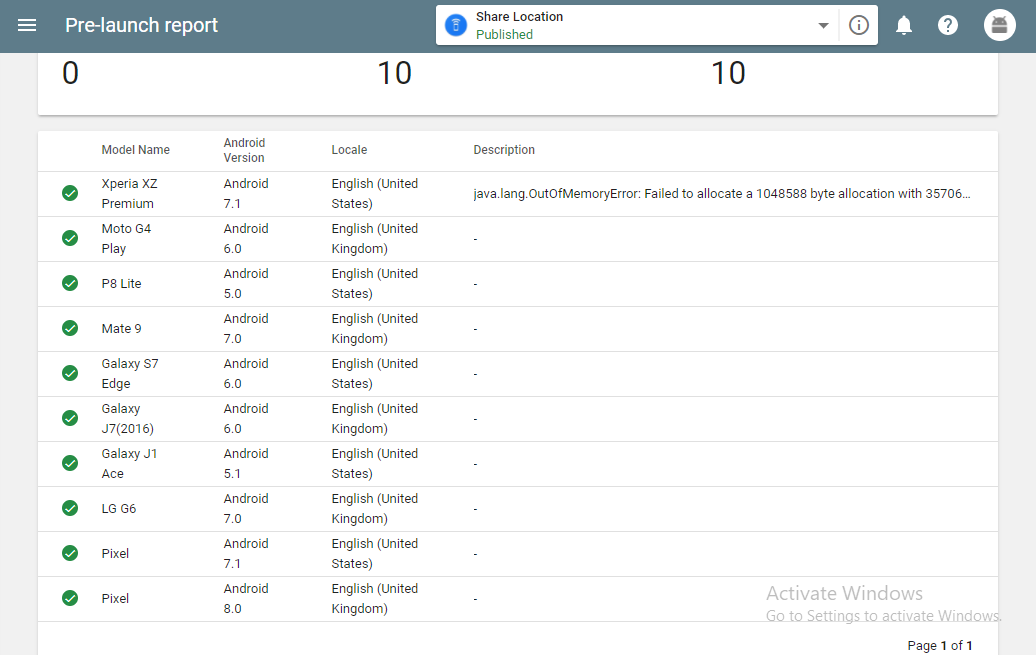 Pre-launch report
Share Location
Published
0 10 10
Model Name Android Version Locale Description
Xperia XZ Premium Android 7.1 English (United States) java.lang.OutOfMemoryError: Failed to allocate a 1048588 byte allocation with 35706...
Moto G4 Play Android 6.0 English (United Kingdom) -
P8 Lite Android 5.0 English (United States) -
Mate 9 Android 7.0 English (United Kingdom) -
Galaxy S7 Edge Android 6.0 English (United States) -
Galaxy J7(2016) Android 6.0 English (United Kingdom) -
Galaxy J1 Ace Android 5.1 English (United States) -
LG G6 Android 7.0 English (United Kingdom) -
Pixel Android 7.1 English (United States) -
Pixel Android 8.0 English (United Kingdom) -
Activate Windows
Go to Settings to activate Windows.
Page 1 of 1